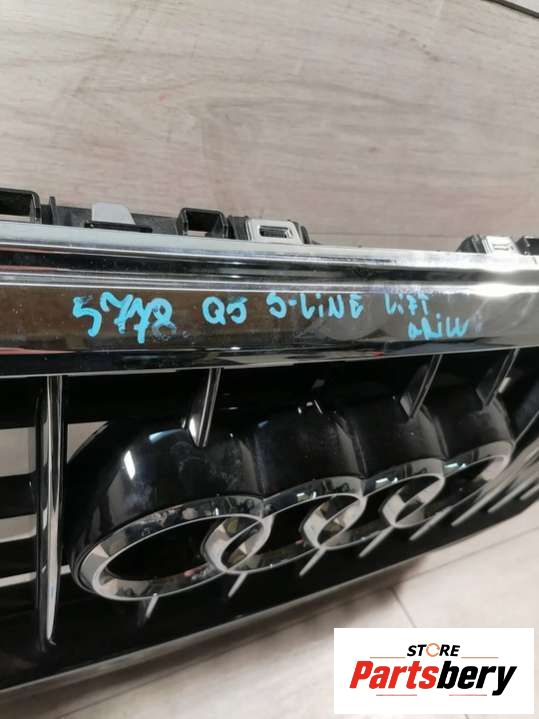 5778 Q5 S-LiNE LiFT
GRiLL
STORE
Partsbery